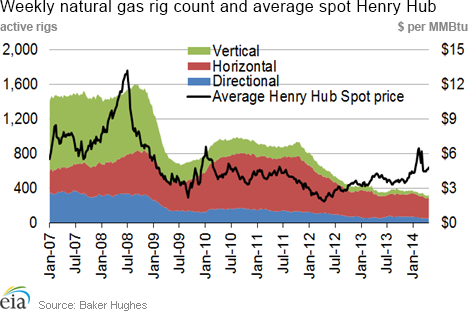 Weekly natural gas rig count and average spot Henry Hub
active rigs $ per MMBtu
Vertical
Horizontal
Directional
Average Henry Hub Spot price
2,000 $15
1,600 $12
1,200 $9
800 $6
400 $3
0 $0
Jan-07 Jul-07 Jan-08 Jul-08 Jan-09 Jul-09 Jan-10 Jul-10 Jan-11 Jul-11 Jan-12 Jul-12 Jan-13 Jul-13 Jan-14
eia Source: Baker Hughes